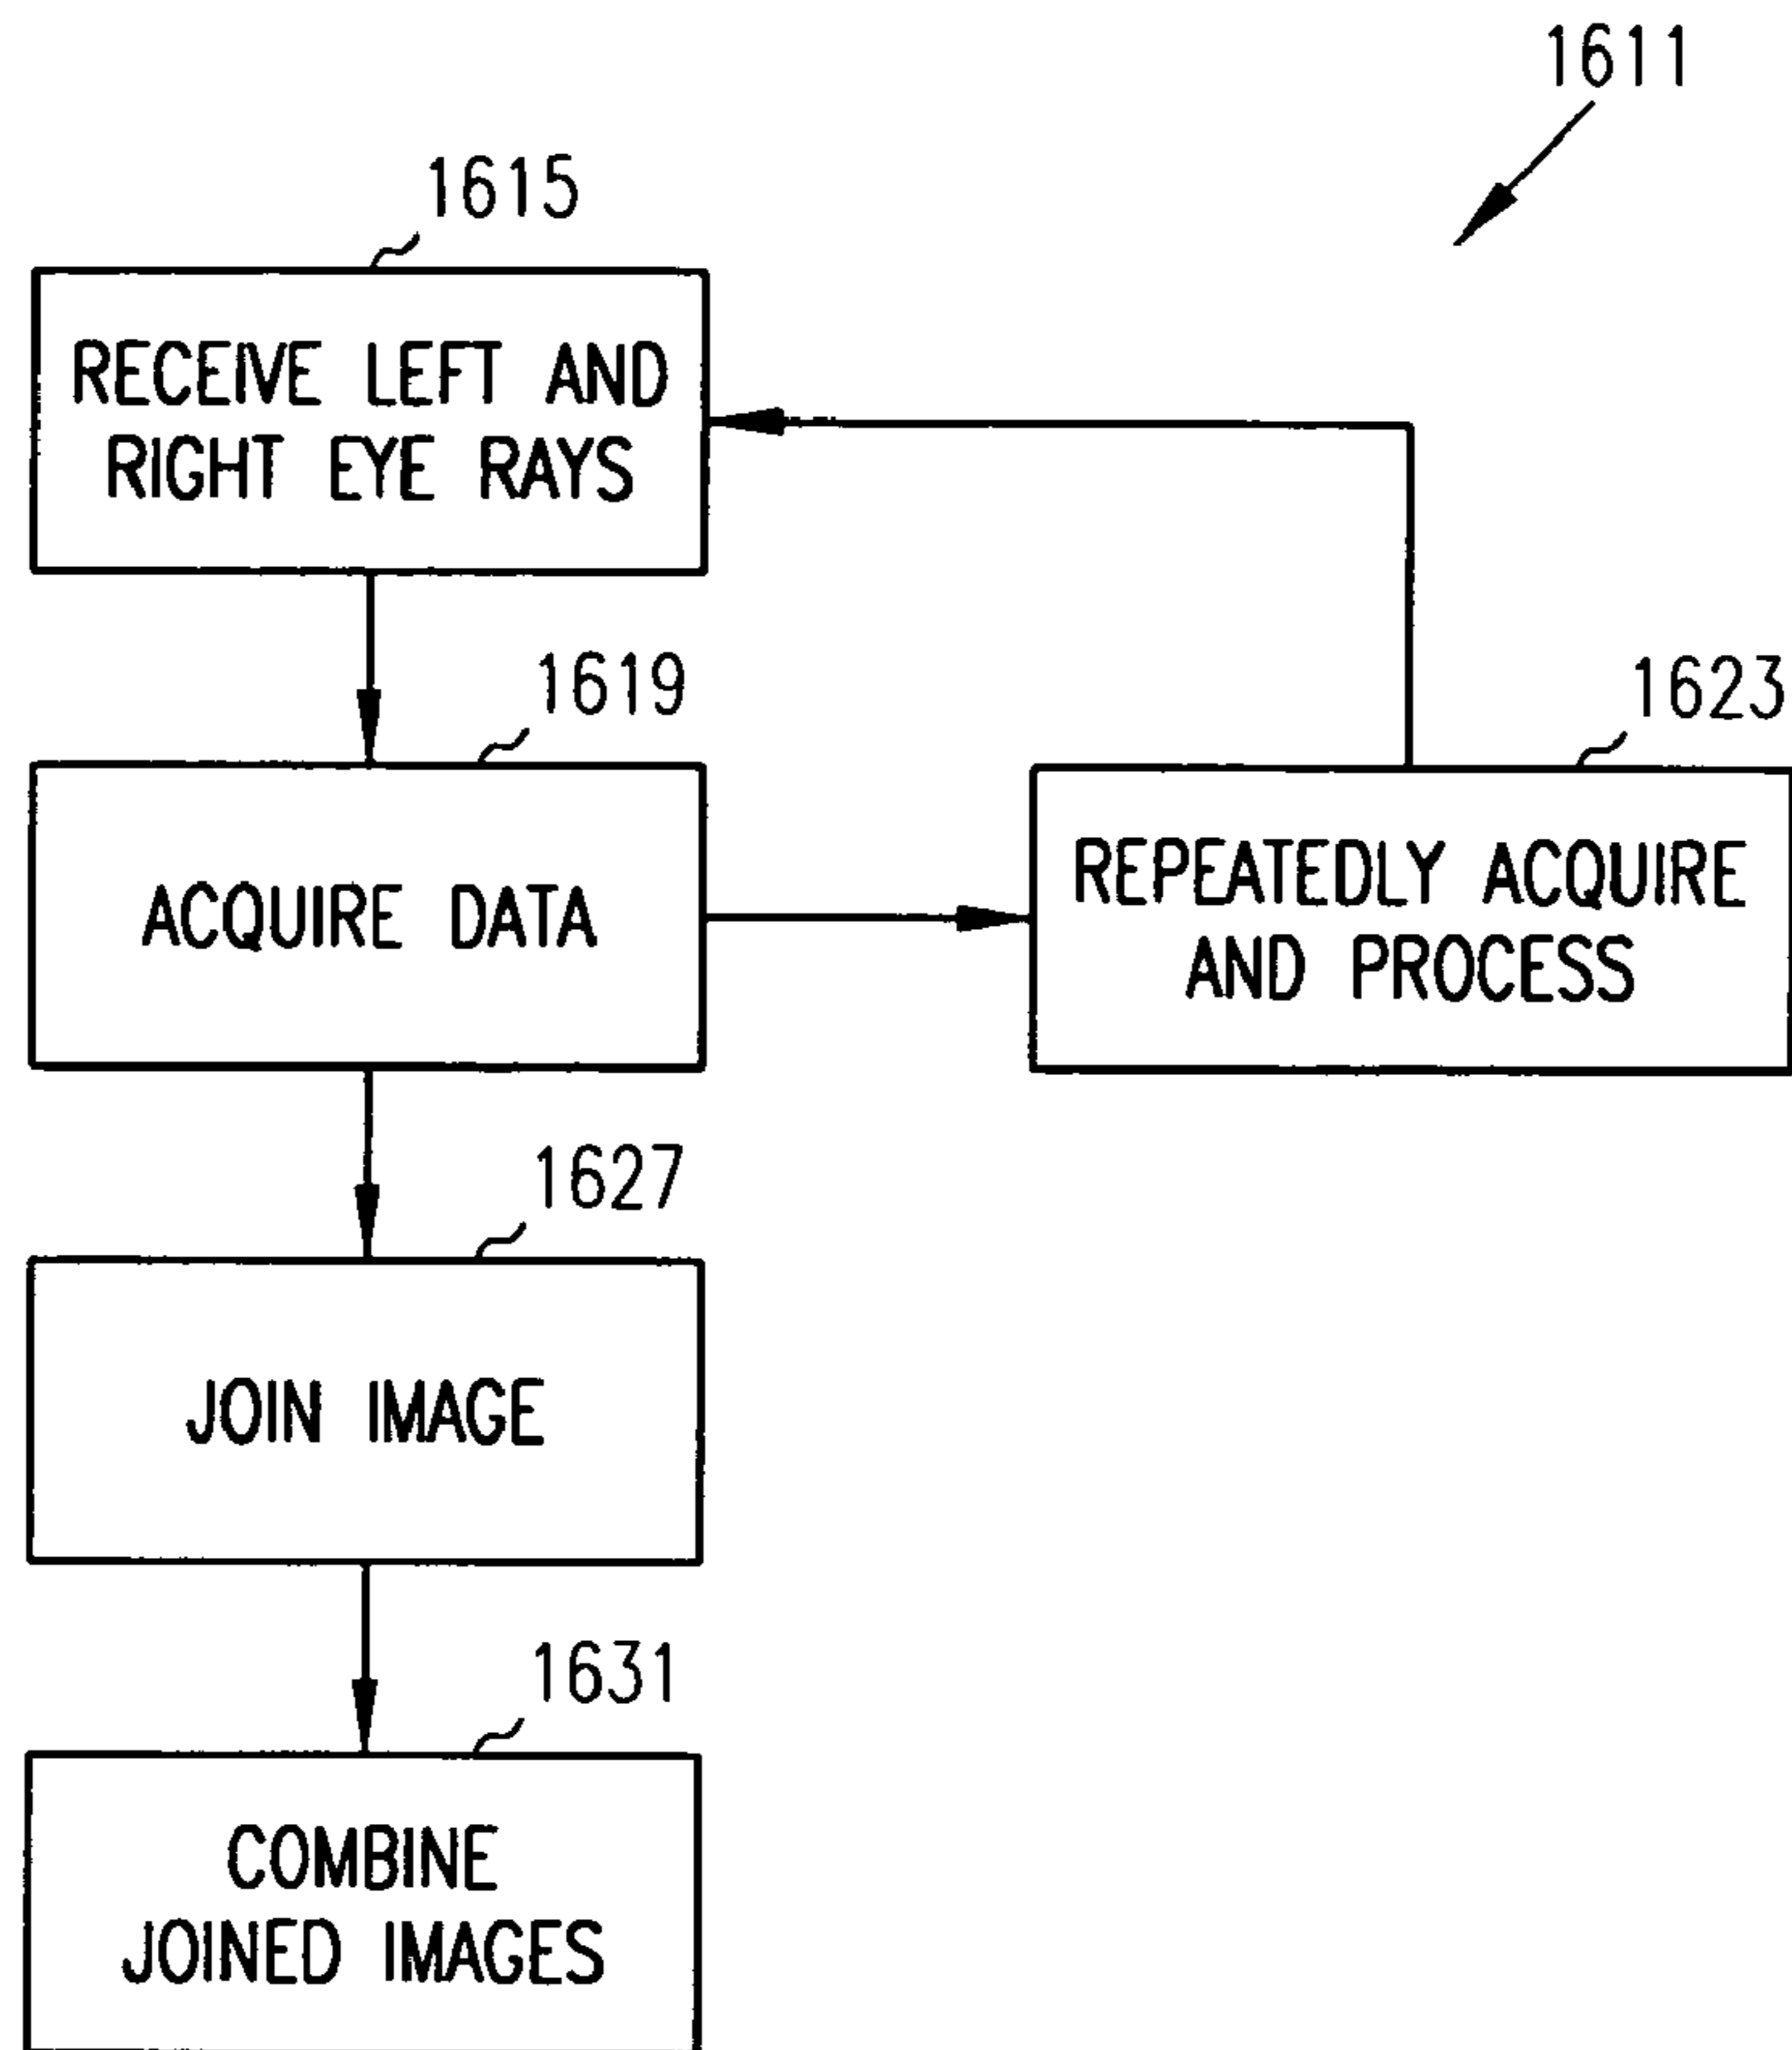 1611
1615
RECEIVE LEFT AND
RIGHT EYE RAYS
1619
ACQUIRE DATA
1623
REPEATEDLY ACQUIRE
AND PROCESS
1627
JOIN IMAGE
1631
COMBINE
JOINED IMAGES